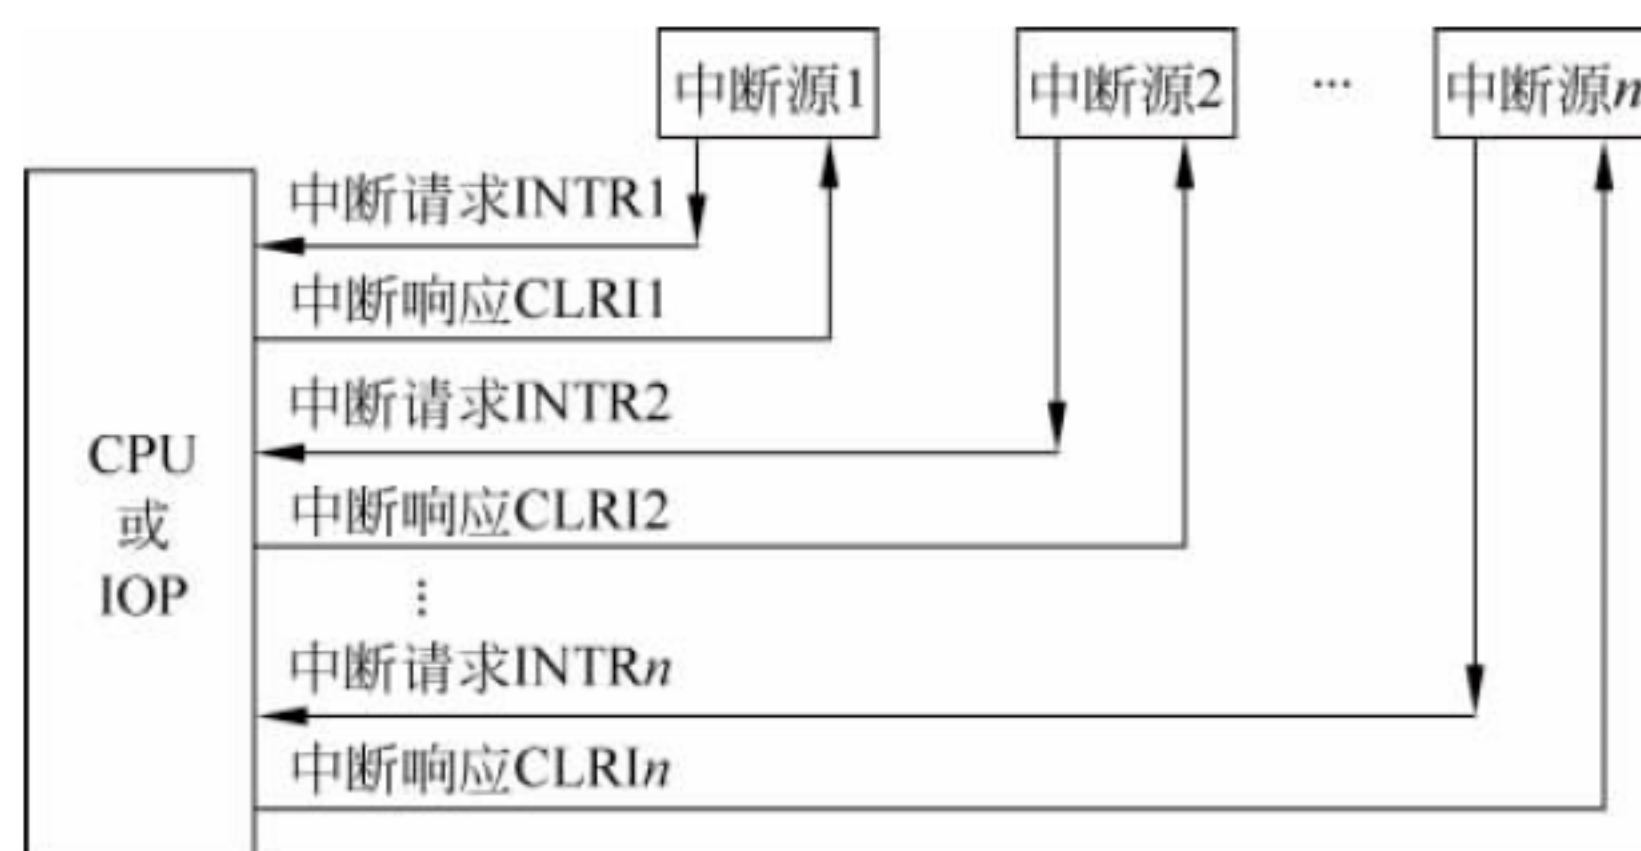 中断源1
中断源2
···
中断源n
中断请求INTR1
中断响应CLRI1
中断请求INTR2
中断响应CLRI2
CPU
或
IOP
⋮
中断请求INTRn
中断响应CLRIn